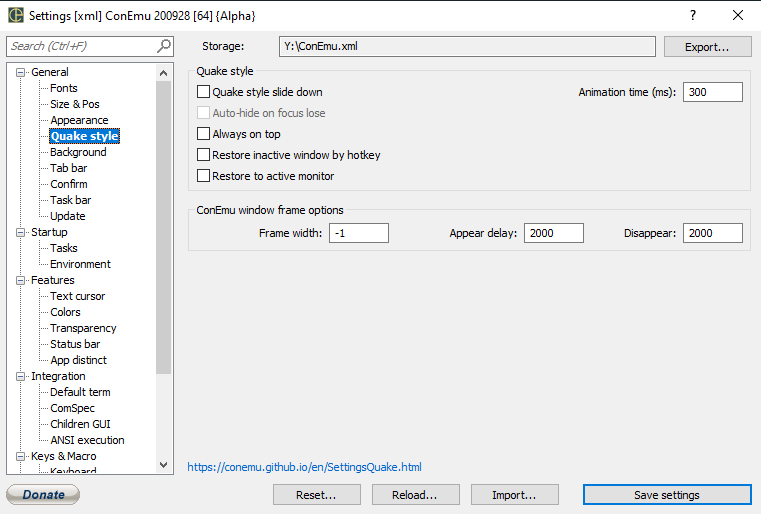 Settings [xml] ConEmu 200928 [64] {Alpha}
?
Search (Ctrl+F)
Storage:
Y:\ConEmu.xml
Export...
General
Fonts
Size & Pos
Appearance
Quake style
Background
Tab bar
Confirm
Task bar
Update
Startup
Tasks
Environment
Features
Text cursor
Colors
Transparency
Status bar
App distinct
Integration
Default term
ComSpec
Children GUI
ANSI execution
Keys & Macro
Keyboard
Quake style
Quake style slide down
Animation time (ms):
300
Auto-hide on focus lose
Always on top
Restore inactive window by hotkey
Restore to active monitor
ConEmu window frame options
Frame width:
-1
Appear delay:
2000
Disappear:
2000
https://conemu.github.io/en/SettingsQuake.html
Donate
Reset...
Reload...
Import...
Save settings